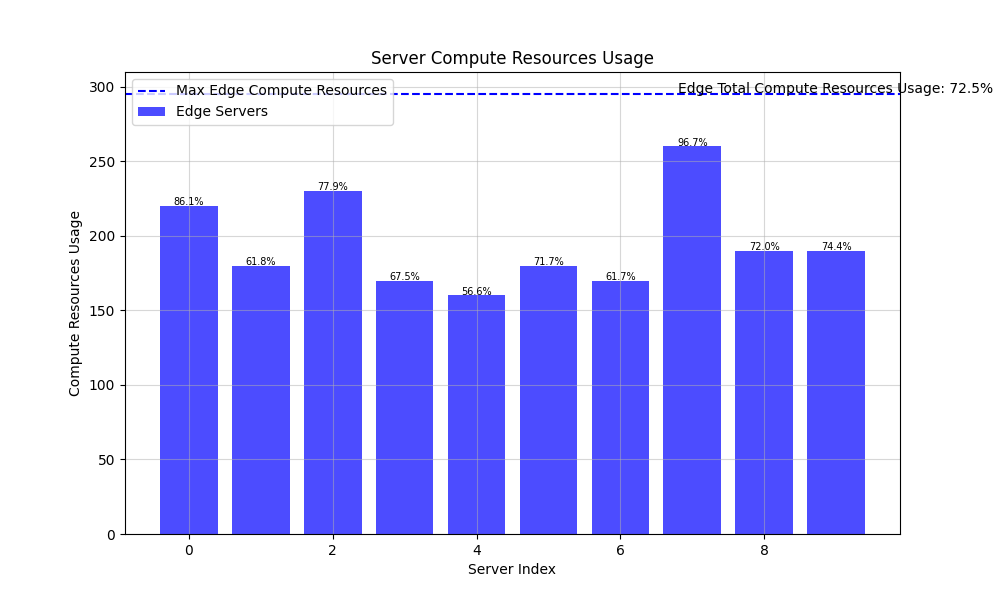 Server Compute Resources Usage
Max Edge Compute Resources
Edge Servers
Edge Total Compute Resources Usage: 72.5%
Compute Resources Usage
300
250
200
150
100
50
0
86.1%
61.8%
77.9%
67.5%
56.6%
71.7%
61.7%
96.7%
72.0%
74.4%
0 2 4 6 8
Server Index